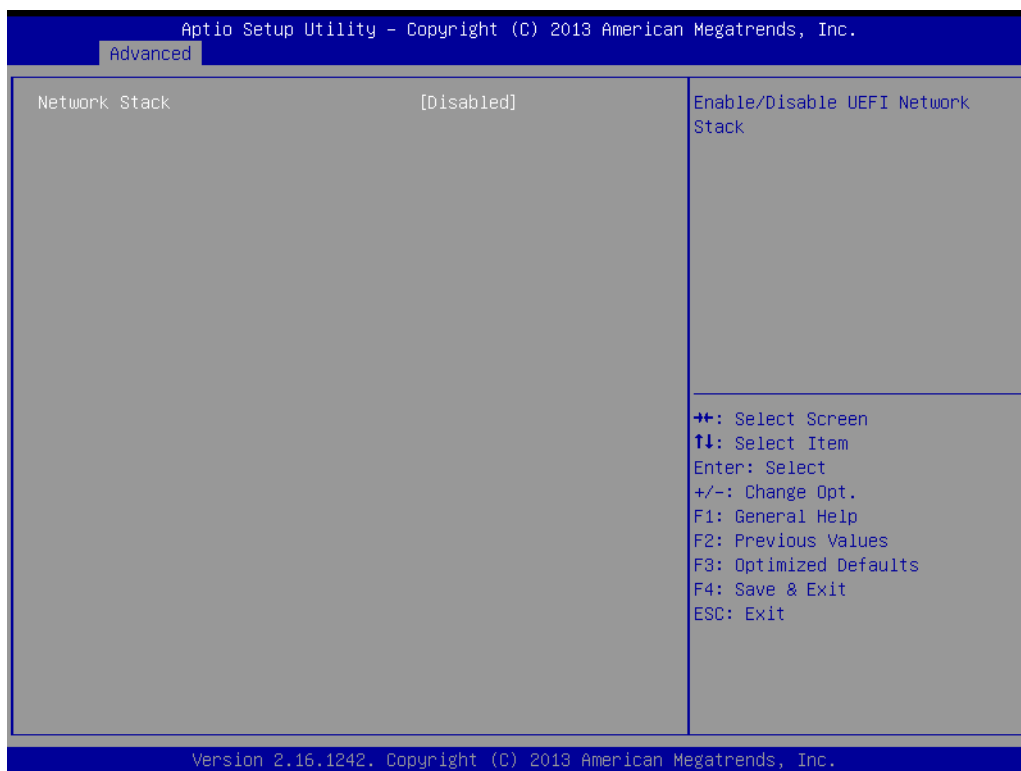 Aptio Setup Utility – Copyright (C) 2013 American Megatrends, Inc.
Advanced
Network Stack [Disabled]
Enable/Disable UEFI Network
Stack
→←: Select Screen
↑↓: Select Item
Enter: Select
+/-: Change Opt.
F1: General Help
F2: Previous Values
F3: Optimized Defaults
F4: Save & Exit
ESC: Exit
Version 2.16.1242. Copyright (C) 2013 American Megatrends, Inc.